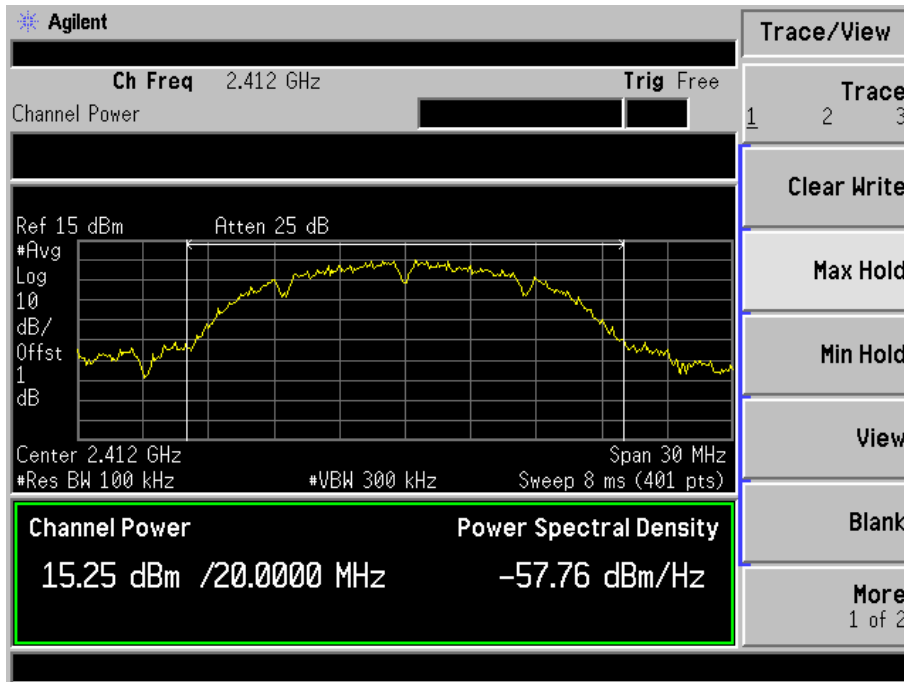 Agilent
Trace/View
Ch Freq 2.412 GHz Trig Free
Channel Power
Trace
1 2 3
Clear Write
Max Hold
Min Hold
View
Blank
More
1 of 2
Ref 15 dBm Atten 25 dB
#Avg
Log
10
dB/
Offst
1
dB
Center 2.412 GHz Span 30 MHz
#Res BW 100 kHz #VBW 300 kHz Sweep 8 ms (401 pts)
Channel Power Power Spectral Density
15.25 dBm /20.0000 MHz -57.76 dBm/Hz